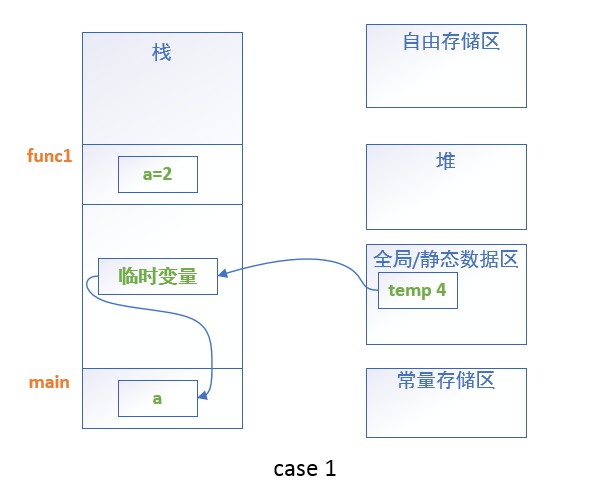 栈
自由存储区
func1
a=2
堆
全局/静态数据区
临时变量
temp 4
main
a
常量存储区
case 1